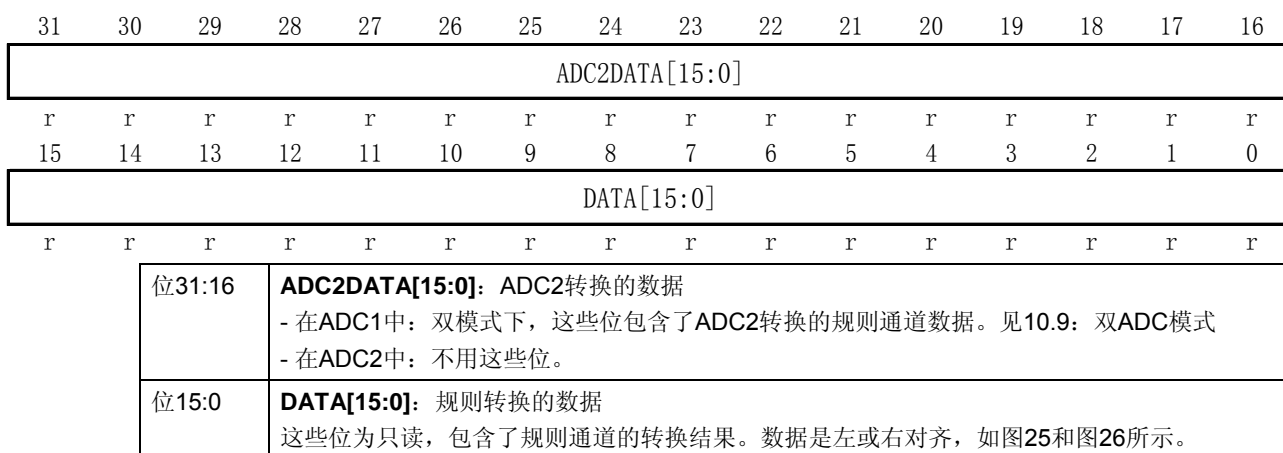 31 30 29 28 27 26 25 24 23 22 21 20 19 18 17 16
ADC2DATA[15:0]
r r r r r r r r r r r r r r r r
15 14 13 12 11 10 9 8 7 6 5 4 3 2 1 0
DATA[15:0]
r r r r r r r r r r r r r r r r
位31:16 ADC2DATA[15:0]：ADC2转换的数据
- 在ADC1中：双模式下，这些位包含了ADC2转换的规则通道数据。见10.9：双ADC模式
- 在ADC2中：不用这些位。
位15:0 DATA[15:0]：规则转换的数据
这些位为只读，包含了规则通道的转换结果。数据是左或右对齐，如图25和图26所示。